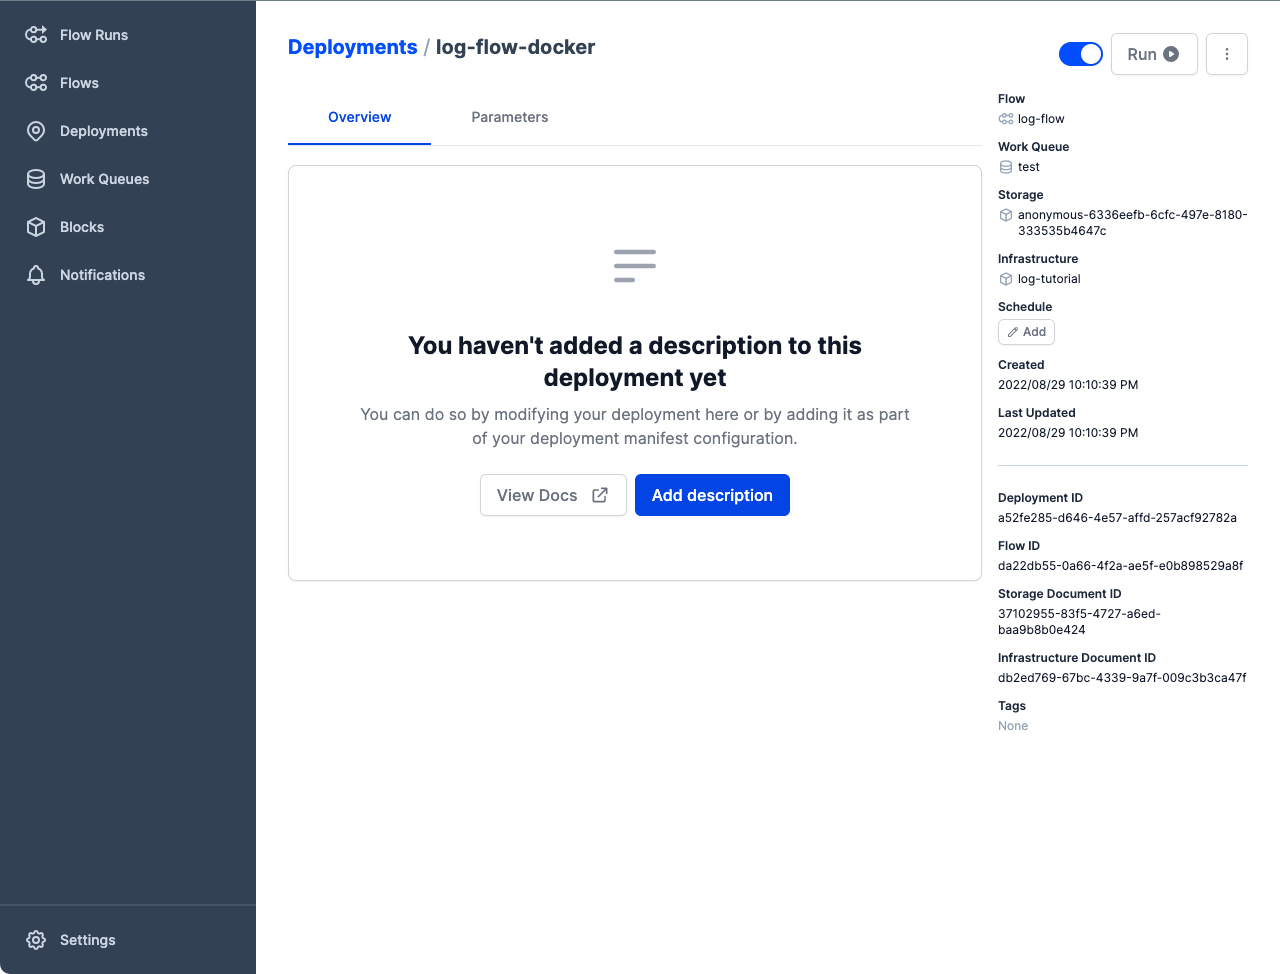 Flow Runs
Flows
Deployments
Work Queues
Blocks
Notifications
Settings
Deployments / log-flow-docker
Run
Overview
Parameters
You haven't added a description to this
deployment yet
You can do so by modifying your deployment here or by adding it as part
of your deployment manifest configuration.
View Docs
Add description
Flow
log-flow
Work Queue
test
Storage
anonymous-6336eefb-6cfc-497e-8180-
333535b4647c
Infrastructure
log-tutorial
Schedule
Add
Created
2022/08/29 10:10:39 PM
Last Updated
2022/08/29 10:10:39 PM
Deployment ID
a52fe285-d646-4e57-affd-257acf92782a
Flow ID
da22db55-0a66-4f2a-ae5f-e0b898529a8f
Storage Document ID
37102955-83f5-4727-a6ed-
baa9b8b0e424
Infrastructure Document ID
db2ed769-67bc-4339-9a7f-009c3b3ca47f
Tags
None